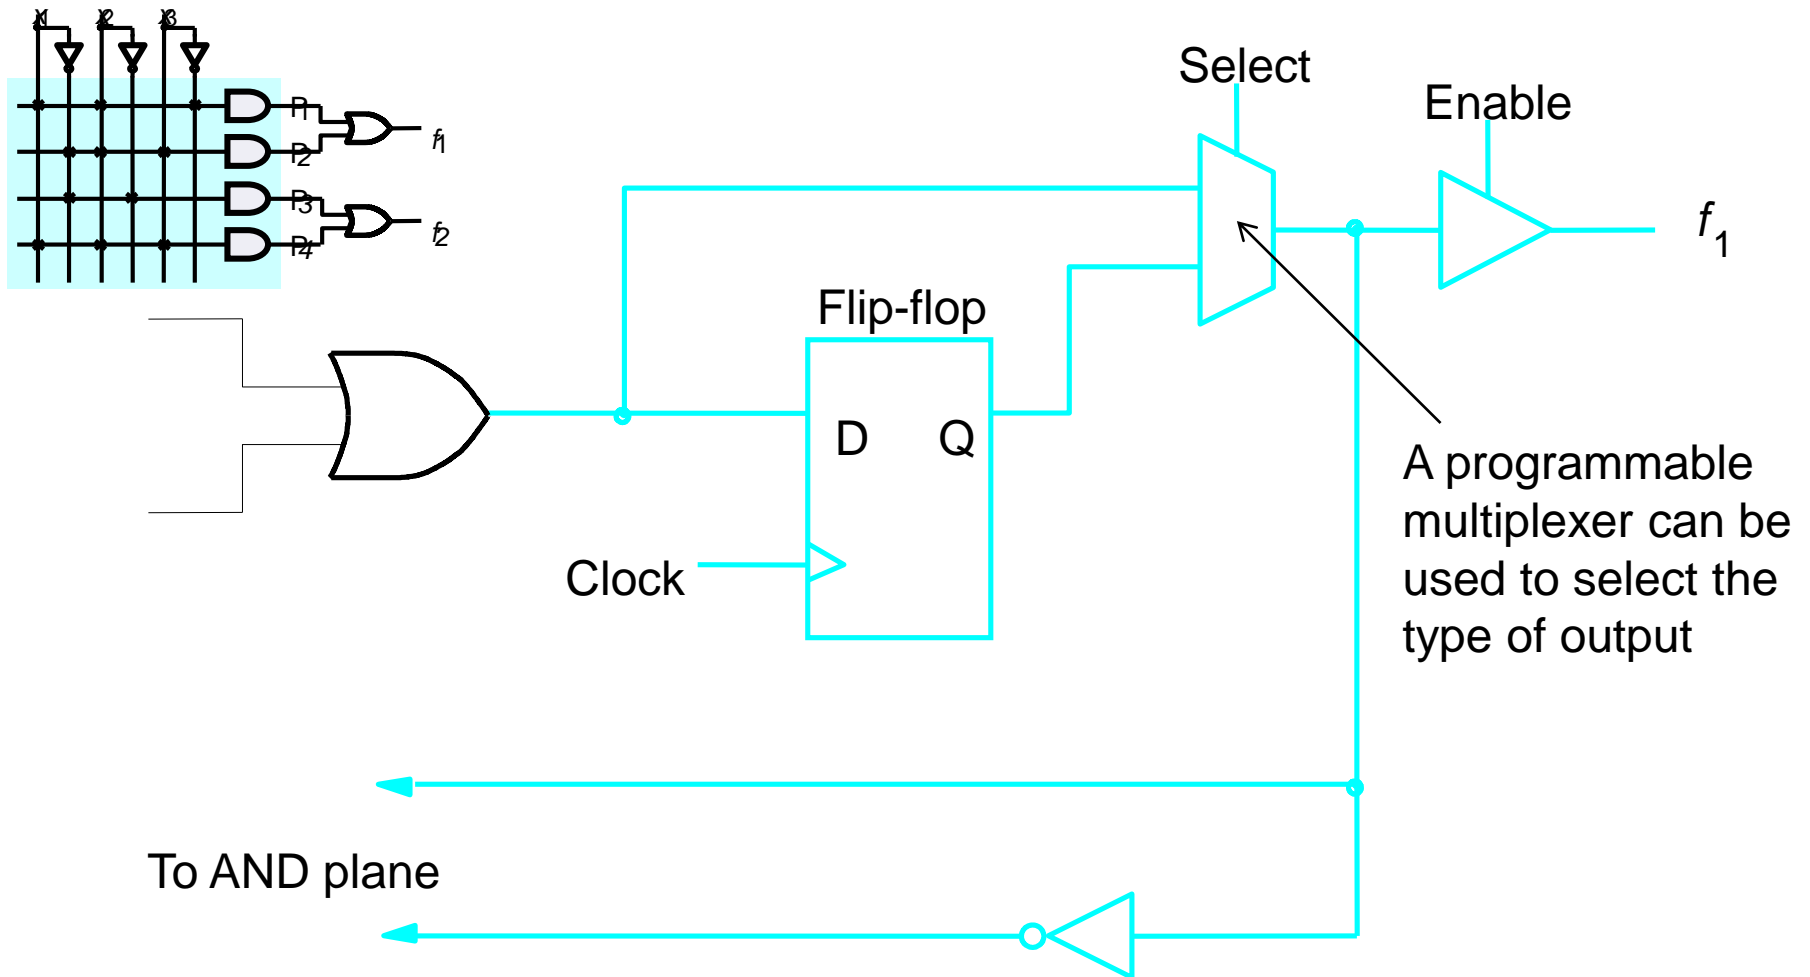 x1 x2 x3
P1
f1
P2
P3
f2
P4
Select
Enable
f1
Flip-flop
D Q
Clock
A programmable
multiplexer can be
used to select the
type of output
To AND plane